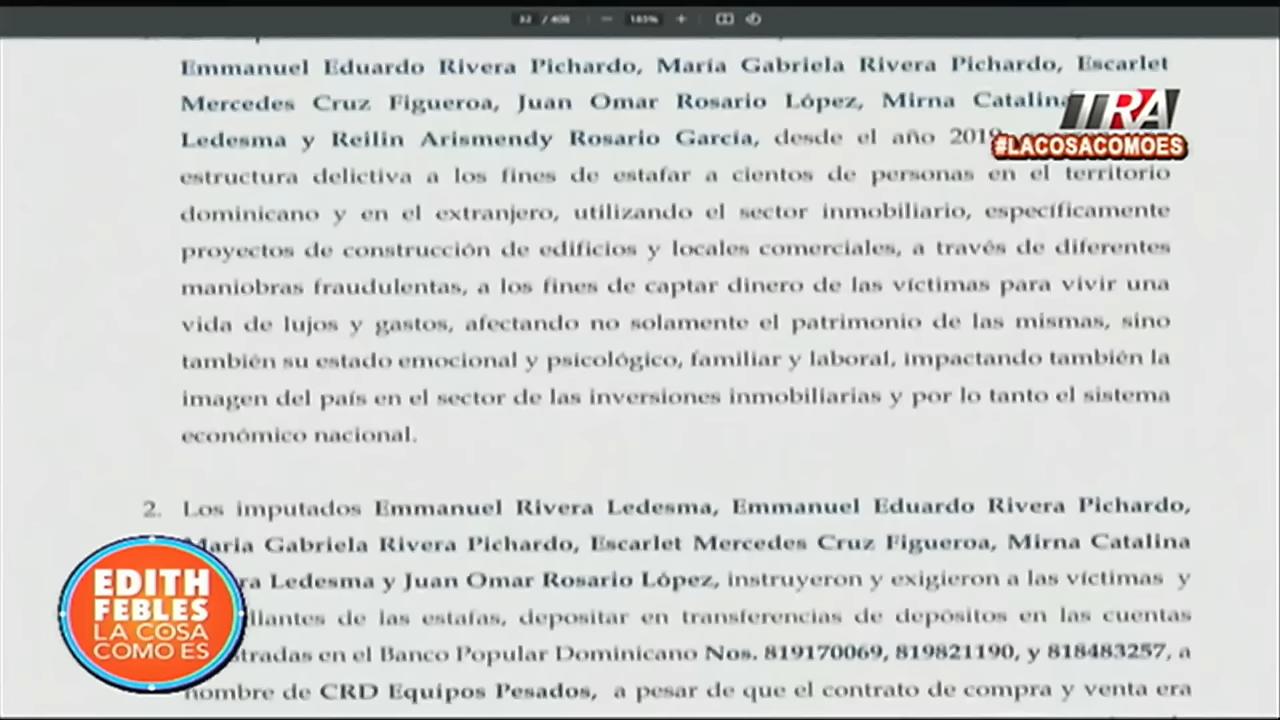 32 / 408 — 185% +
Emmanuel Eduardo Rivera Pichardo, María Gabriela Rivera Pichardo, Escarlet
Mercedes Cruz Figueroa, Juan Omar Rosario López, Mirna Catalina
TRA
Ledesma y Reilin Arismendy Rosario García, desde el año 2019
#LACOSACOMOES
estructura delictiva a los fines de estafar a cientos de personas en el territorio
dominicano y en el extranjero, utilizando el sector inmobiliario, específicamente
proyectos de construcción de edificios y locales comerciales, a través de diferentes
maniobras fraudulentas, a los fines de captar dinero de las víctimas para vivir una
vida de lujos y gastos, afectando no solamente el patrimonio de las mismas, sino
también su estado emocional y psicológico, familiar y laboral, impactando también la
imagen del país en el sector de las inversiones inmobiliarias y por lo tanto el sistema
económico nacional.
2. Los imputados Emmanuel Rivera Ledesma, Emmanuel Eduardo Rivera Pichardo,
Maria Gabriela Rivera Pichardo, Escarlet Mercedes Cruz Figueroa, Mirna Catalina
ra Ledesma y Juan Omar Rosario López, instruyeron y exigieron a las víctimas y
llantes de las estafas, depositar en transferencias de depósitos en las cuentas
stradas en el Banco Popular Dominicano Nos. 819170069, 819821190, y 818483257, a
nombre de CRD Equipos Pesados, a pesar de que el contrato de compra y venta era
EDITH
FEBLES
LA COSA
COMO ES